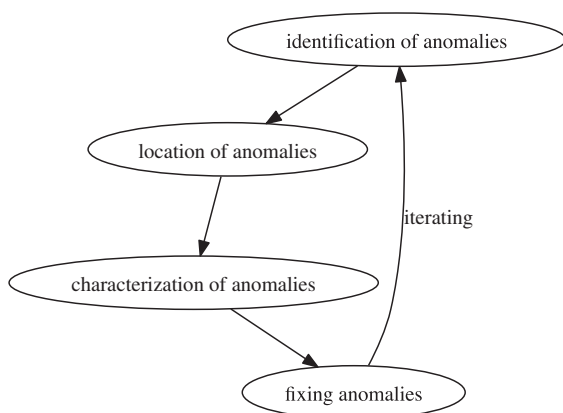 identification of anomalies
location of anomalies
iterating
characterization of anomalies
fixing anomalies